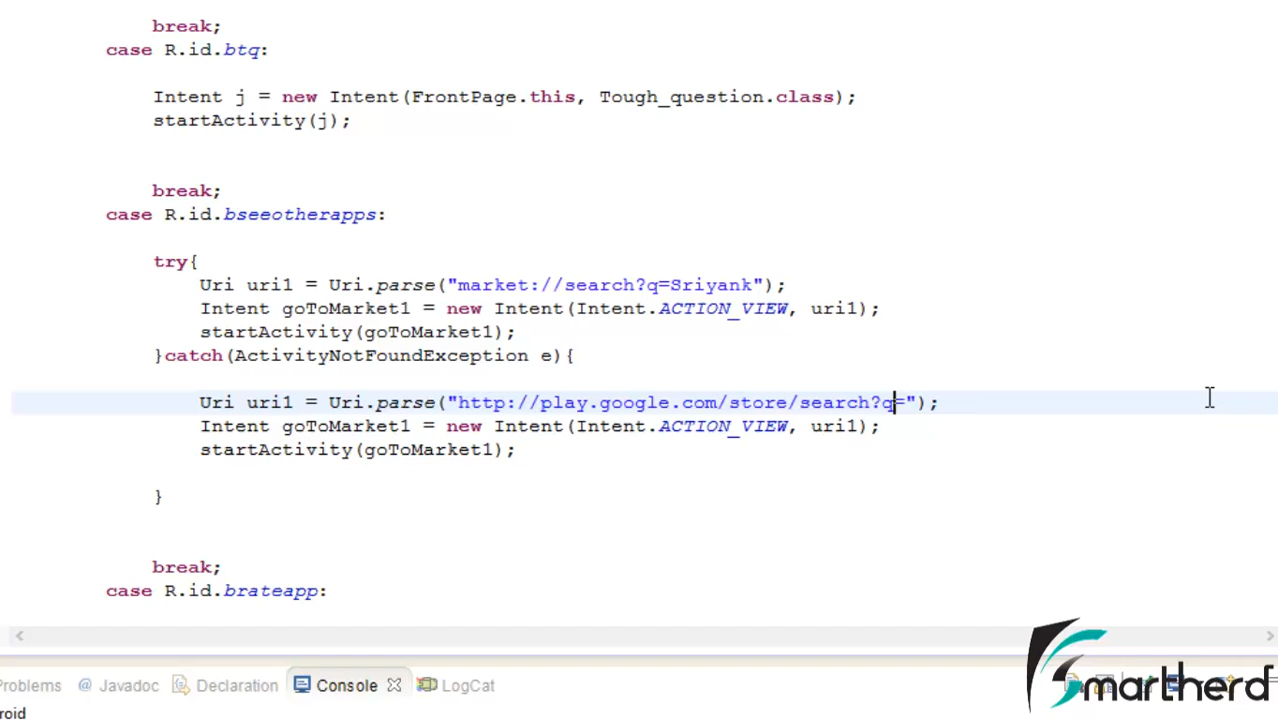 break;
case R.id.btq:
Intent j = new Intent(FrontPage.this, Tough_question.class);
startActivity(j);
break;
case R.id.bseeotherapps:
try{
Uri uri1 = Uri.parse("market://search?q=Sriyank");
Intent goToMarket1 = new Intent(Intent.ACTION_VIEW, uri1);
startActivity(goToMarket1);
}catch(ActivityNotFoundException e){
Uri uri1 = Uri.parse("http://play.google.com/store/search?q=");
Intent goToMarket1 = new Intent(Intent.ACTION_VIEW, uri1);
startActivity(goToMarket1);
}
break;
case R.id.brateapp:
Problems @ Javadoc Declaration Console LogCat
roid
smartherd